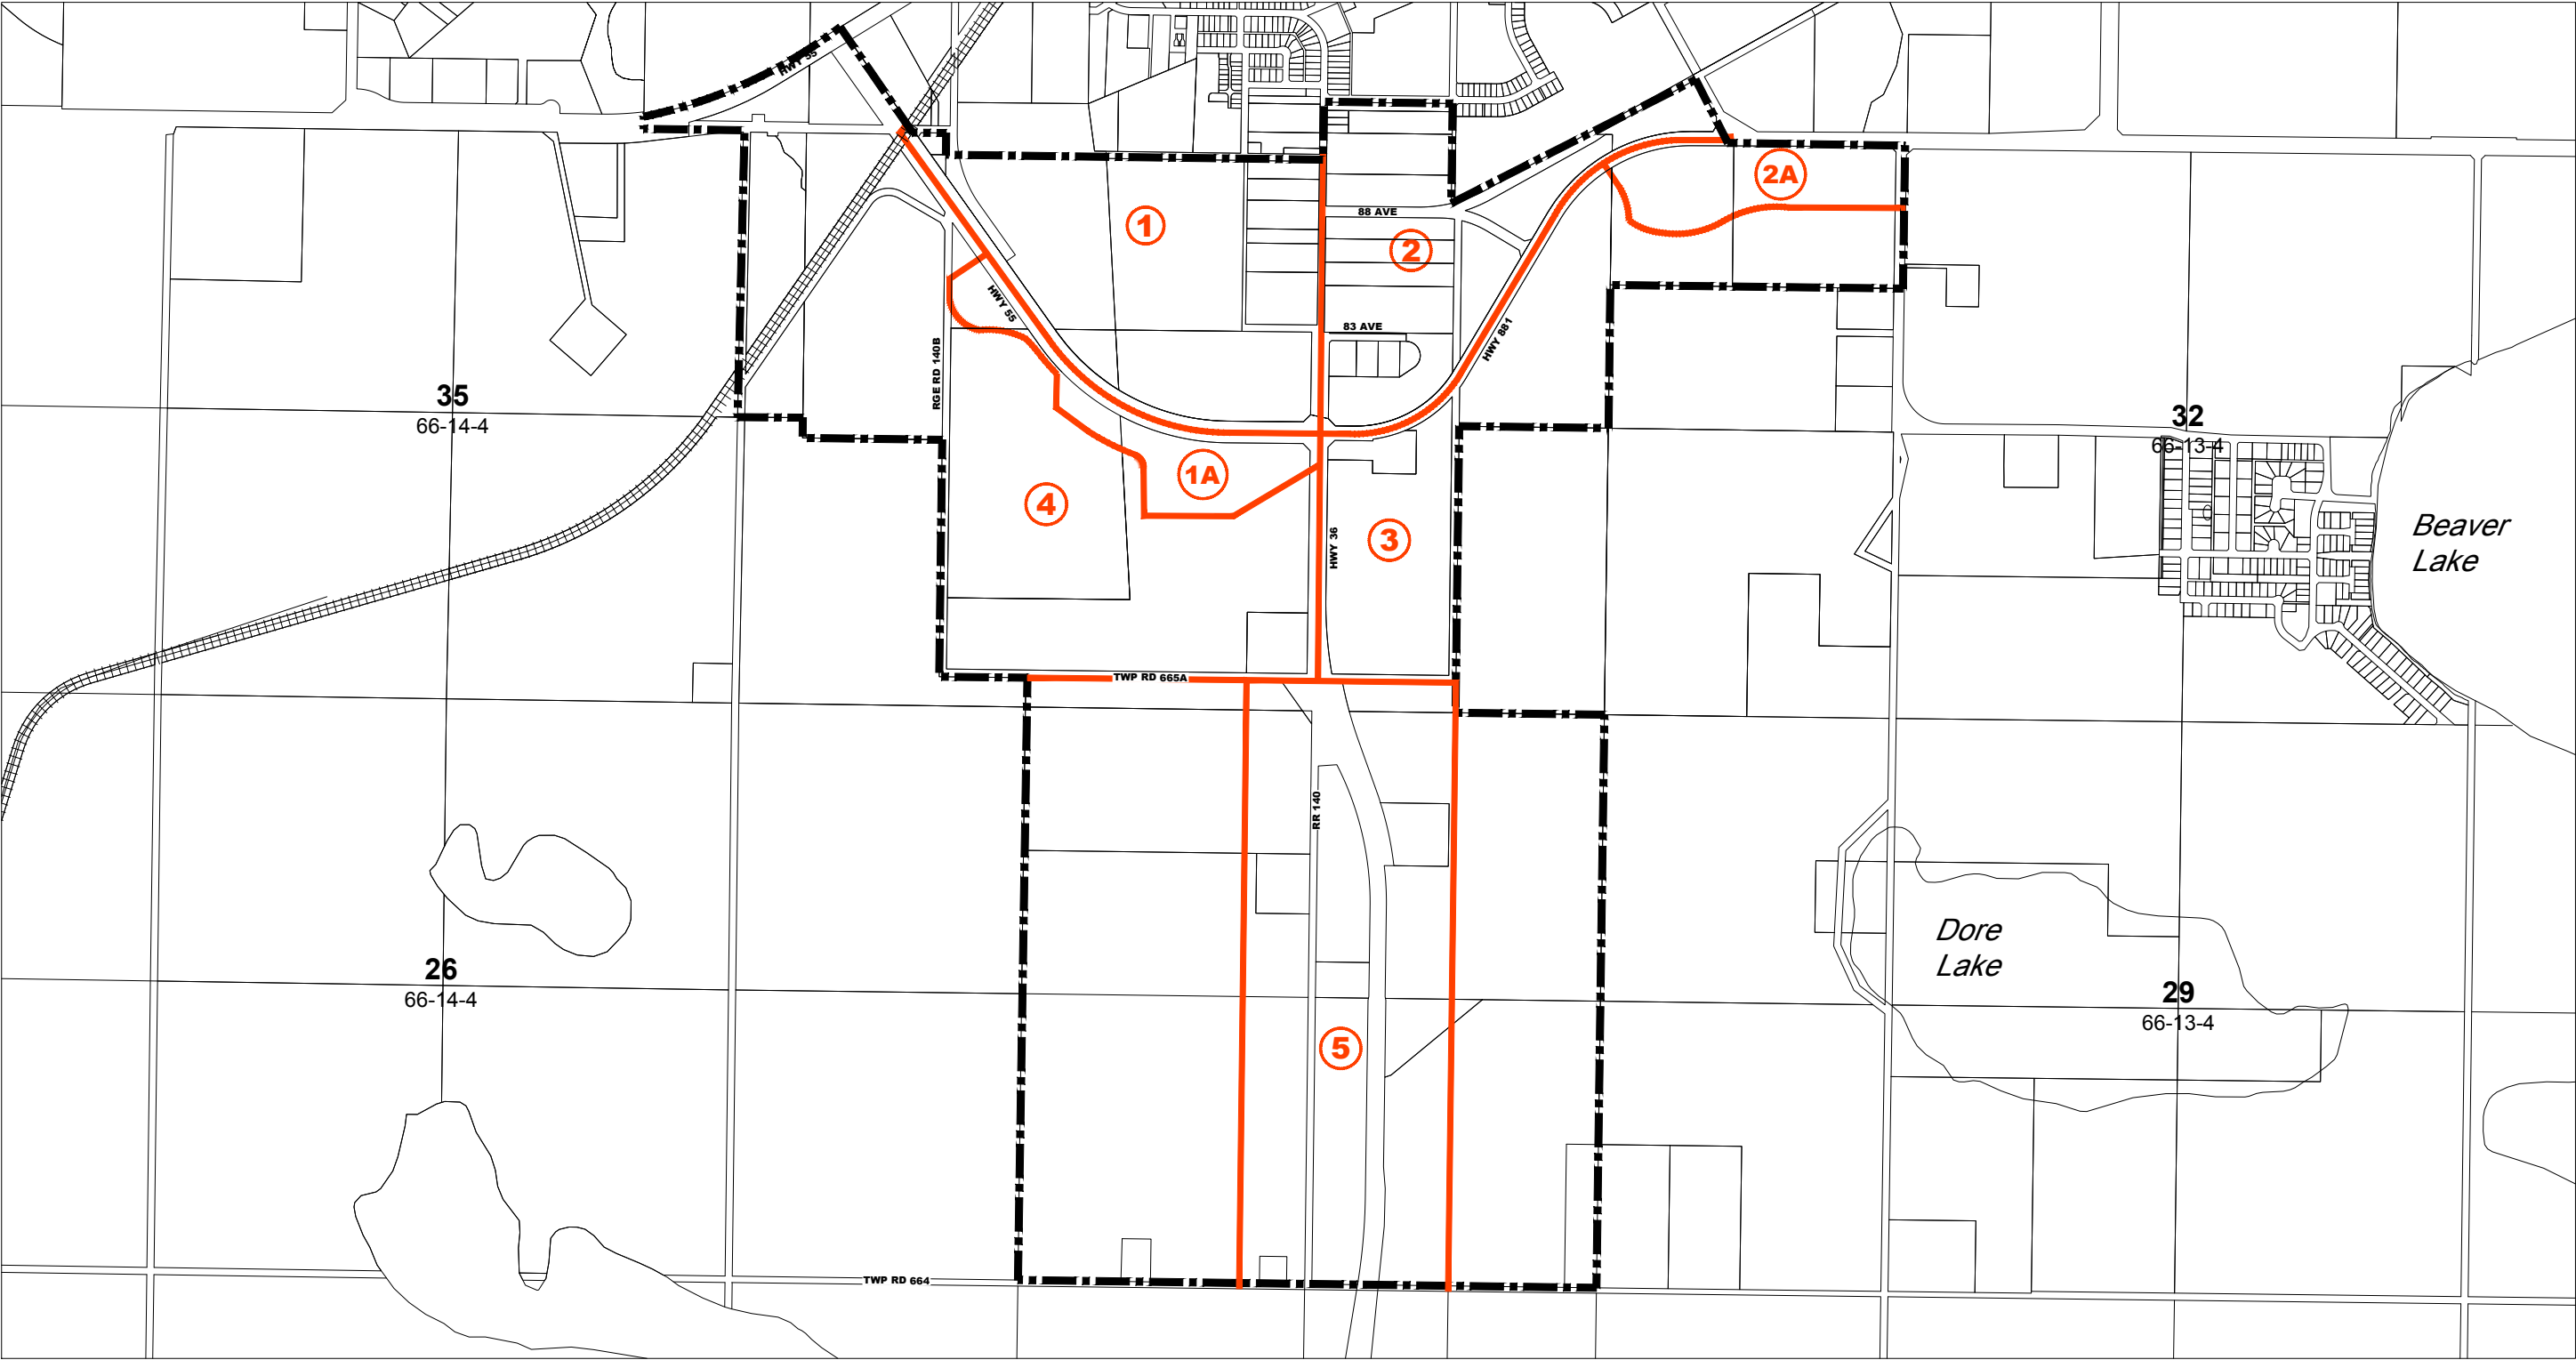 HWY 55
2A
88 AVE
1
2
HWY 55
83 AVE
HWY 881
RGE RD 140B
35
66-14-4
32
66-13-4
1A
4
HWY 36
3
Beaver
Lake
TWP RD 665A
RR 140
Dore
Lake
26
66-14-4
29
66-13-4
5
TWP RD 664